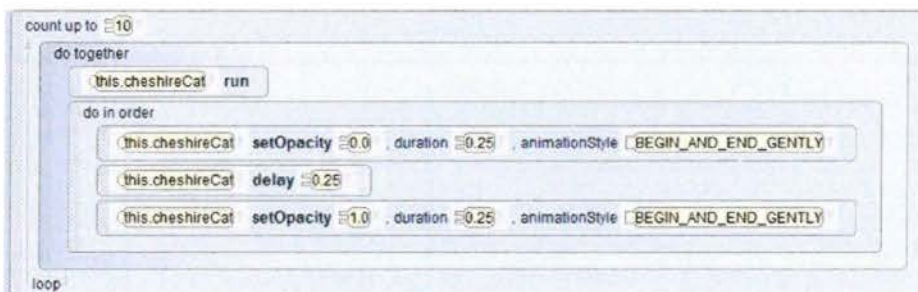 count up to 10
do together
this.cheshireCat run
do in order
this.cheshireCat setOpacity 0.0 , duration 0.25 , animationStyle BEGIN_AND_END_GENTLY
this.cheshireCat delay 0.25
this.cheshireCat setOpacity 1.0 , duration 0.25 , animationStyle BEGIN_AND_END_GENTLY
loop